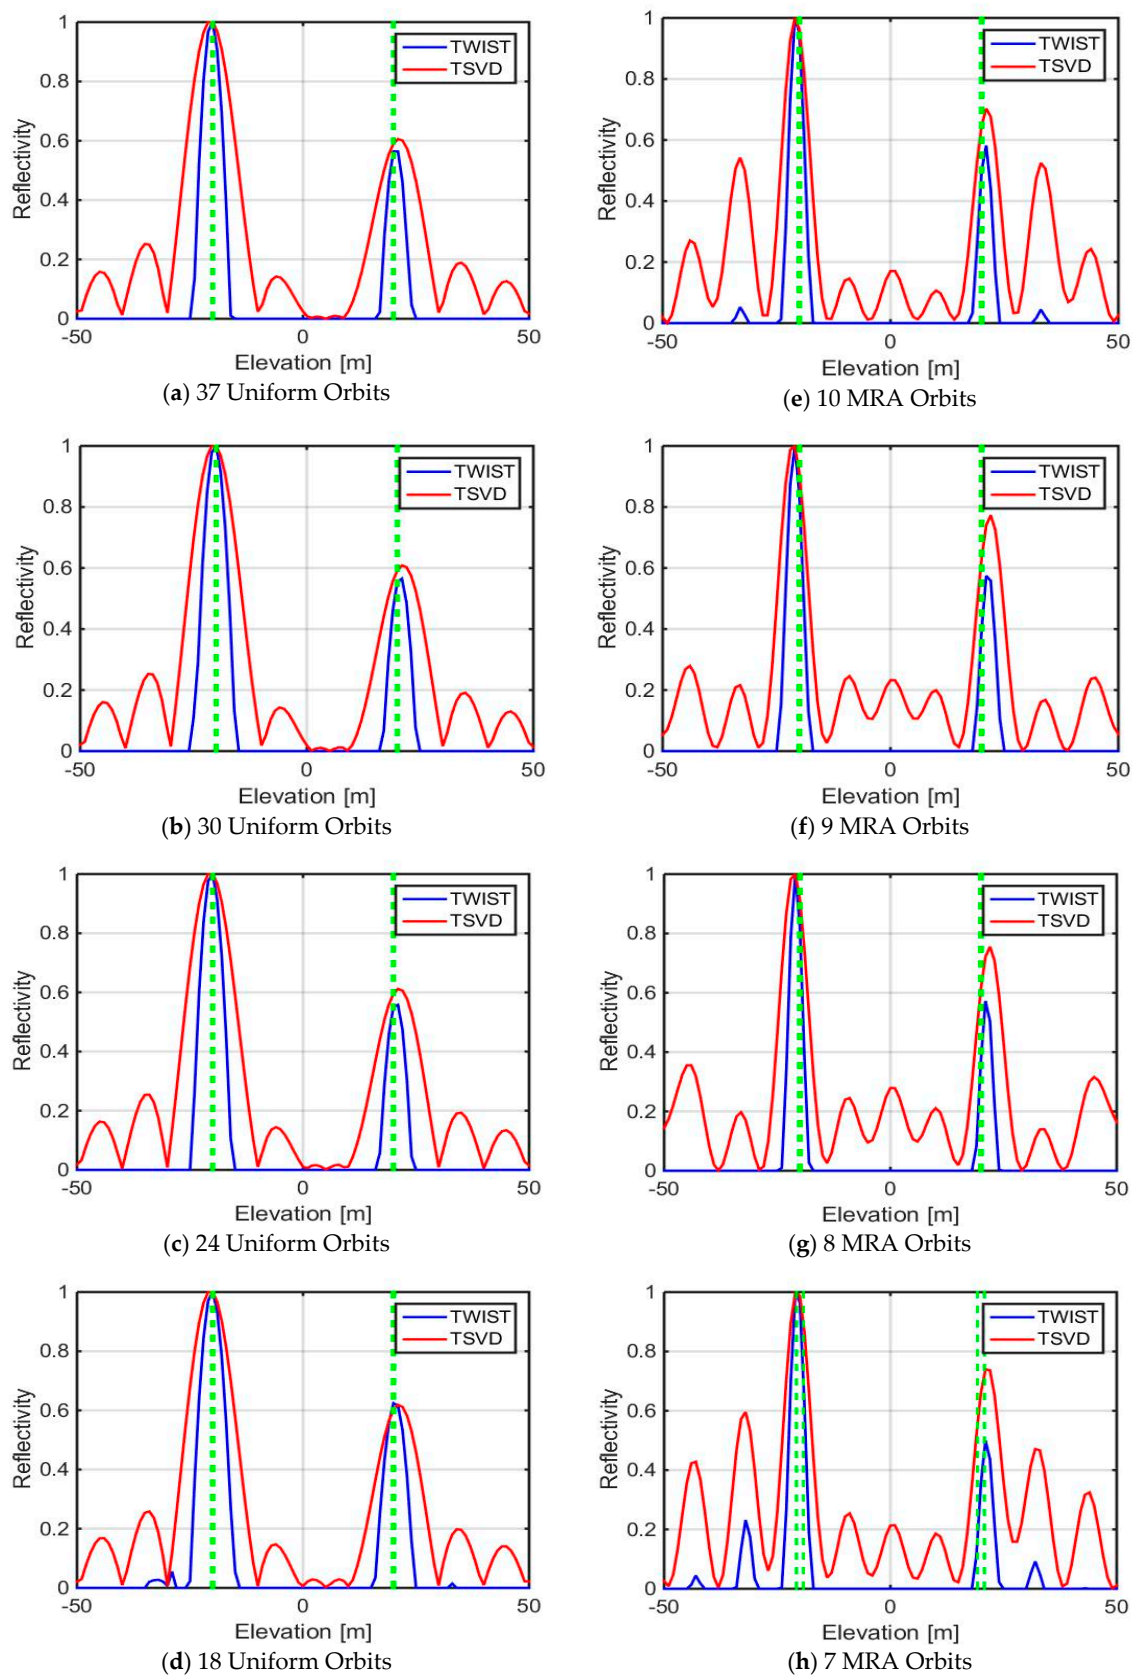 1
0.8
0.6
0.4
0.2
0
Reflectivity
TWIST
TSVD
-50
0
50
Elevation [m]
(a) 37 Uniform Orbits
1
0.8
0.6
0.4
0.2
0
Reflectivity
TWIST
TSVD
-50
0
50
Elevation [m]
(e) 10 MRA Orbits
1
0.8
0.6
0.4
0.2
0
Reflectivity
TWIST
TSVD
-50
0
50
Elevation [m]
(b) 30 Uniform Orbits
1
0.8
0.6
0.4
0.2
0
Reflectivity
TWIST
TSVD
-50
0
50
Elevation [m]
(f) 9 MRA Orbits
1
0.8
0.6
0.4
0.2
0
Reflectivity
TWIST
TSVD
-50
0
50
Elevation [m]
(c) 24 Uniform Orbits
1
0.8
0.6
0.4
0.2
0
Reflectivity
TWIST
TSVD
-50
0
50
Elevation [m]
(g) 8 MRA Orbits
1
0.8
0.6
0.4
0.2
0
Reflectivity
TWIST
TSVD
-50
0
50
Elevation [m]
(d) 18 Uniform Orbits
1
0.8
0.6
0.4
0.2
0
Reflectivity
TWIST
TSVD
-50
0
50
Elevation [m]
(h) 7 MRA Orbits